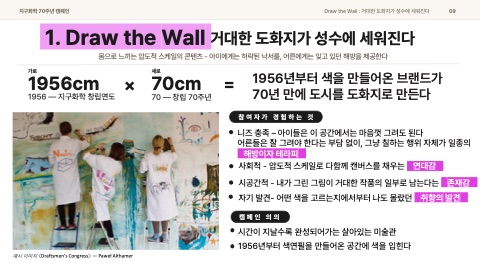 지구화학 70주년 캠페인
Draw the Wall : 거대한 도화지가 성수에 세워진다
09
1. Draw the Wall 거대한 도화지가 성수에 세워진다
몸으로 느끼는 압도적 스케일의 콘텐츠 - 아이에게는 허락된 낙서를, 어른에게는 잊고 있던 해방을 제공한다
가로
1956cm
1956 — 지구화학 창립연도
×
세로
70cm
70 — 창립 70주년
=
1956년부터 색을 만들어온 브랜드가
70년 만에 도시를 도화지로 만든다
참여자가 경험하는 것
니즈 충족 – 아이들은 이 공간에서는 마음껏 그려도 된다
어른들은 잘 그려야 한다는 부담 없이, 그냥 칠하는 행위 자체가 일종의
해방이자 테라피
사회적 - 압도적 스케일로 다함께 캔버스를 채우는 연대감
시공간적 - 내가 그린 그림이 거대한 작품의 일부로 남는다는 존재감
자기 발견- 어떤 색을 고르는지에서부터 나도 몰랐던 취향의 발견
캠페인 의의
시간이 지날수록 완성되어가는 살아있는 미술관
1956년부터 색연필을 만들어온 공간에 색을 입힌다
예시 이미지 《Draftsmen's Congress》 — Pawel Althamer